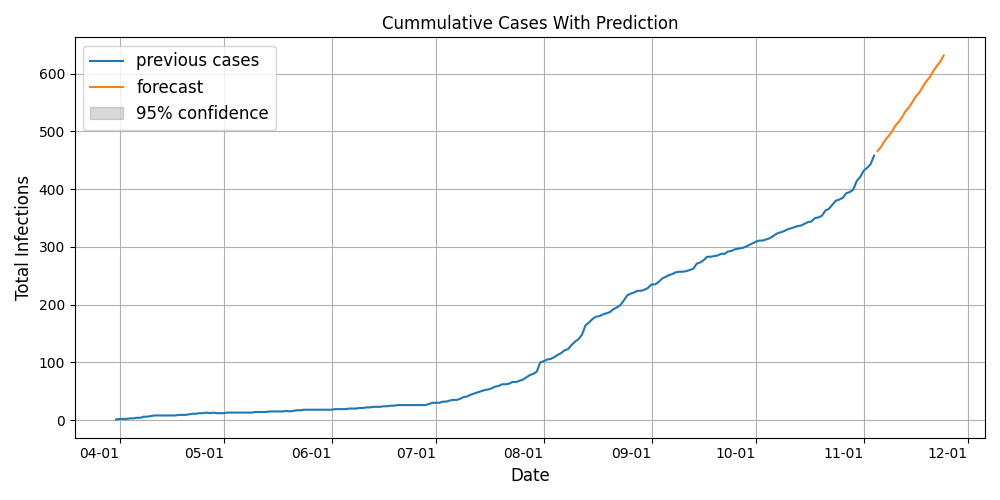 Cummulative Cases With Prediction
previous cases
forecast
95% confidence
Total Infections
600
500
400
300
200
100
0
04-01 05-01 06-01 07-01 08-01 09-01 10-01 11-01 12-01
Date